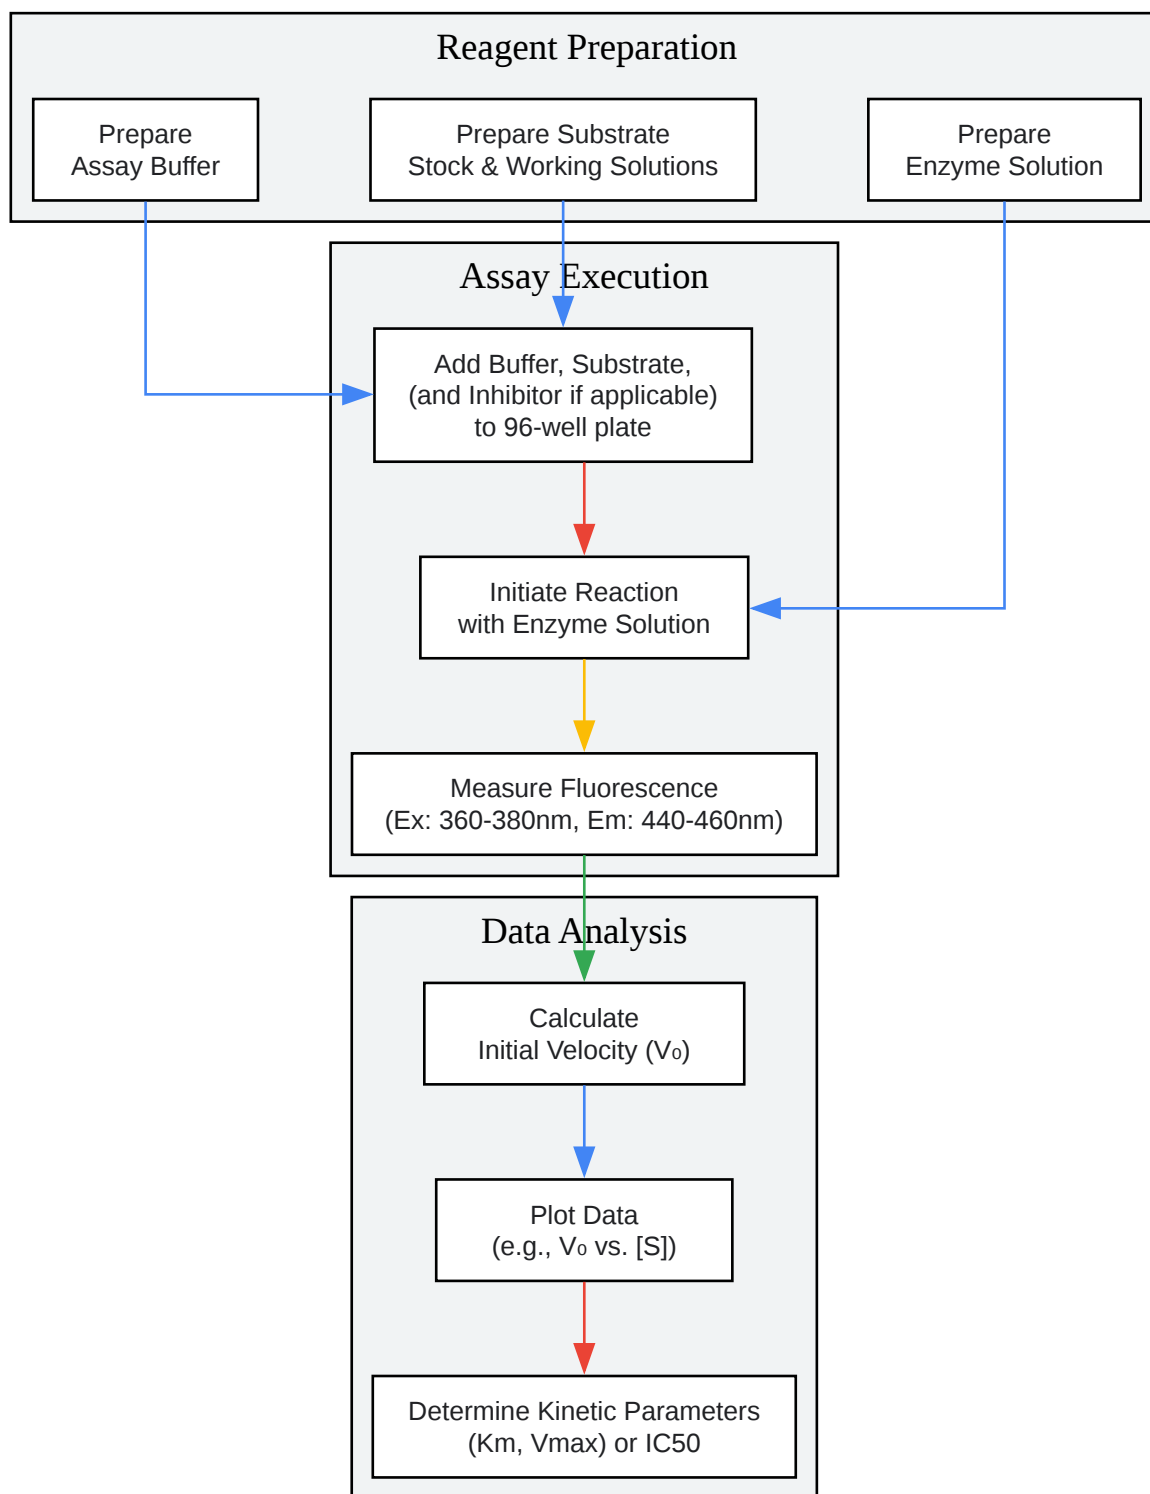 Reagent Preparation
Prepare
Assay Buffer
Prepare Substrate
Stock & Working Solutions
Prepare
Enzyme Solution
Assay Execution
Add Buffer, Substrate,
(and Inhibitor if applicable)
to 96-well plate
Initiate Reaction
with Enzyme Solution
Measure Fluorescence
(Ex: 360-380nm, Em: 440-460nm)
Data Analysis
Calculate
Initial Velocity (V₀)
Plot Data
(e.g., V₀ vs. [S])
Determine Kinetic Parameters
(Km, Vmax) or IC50